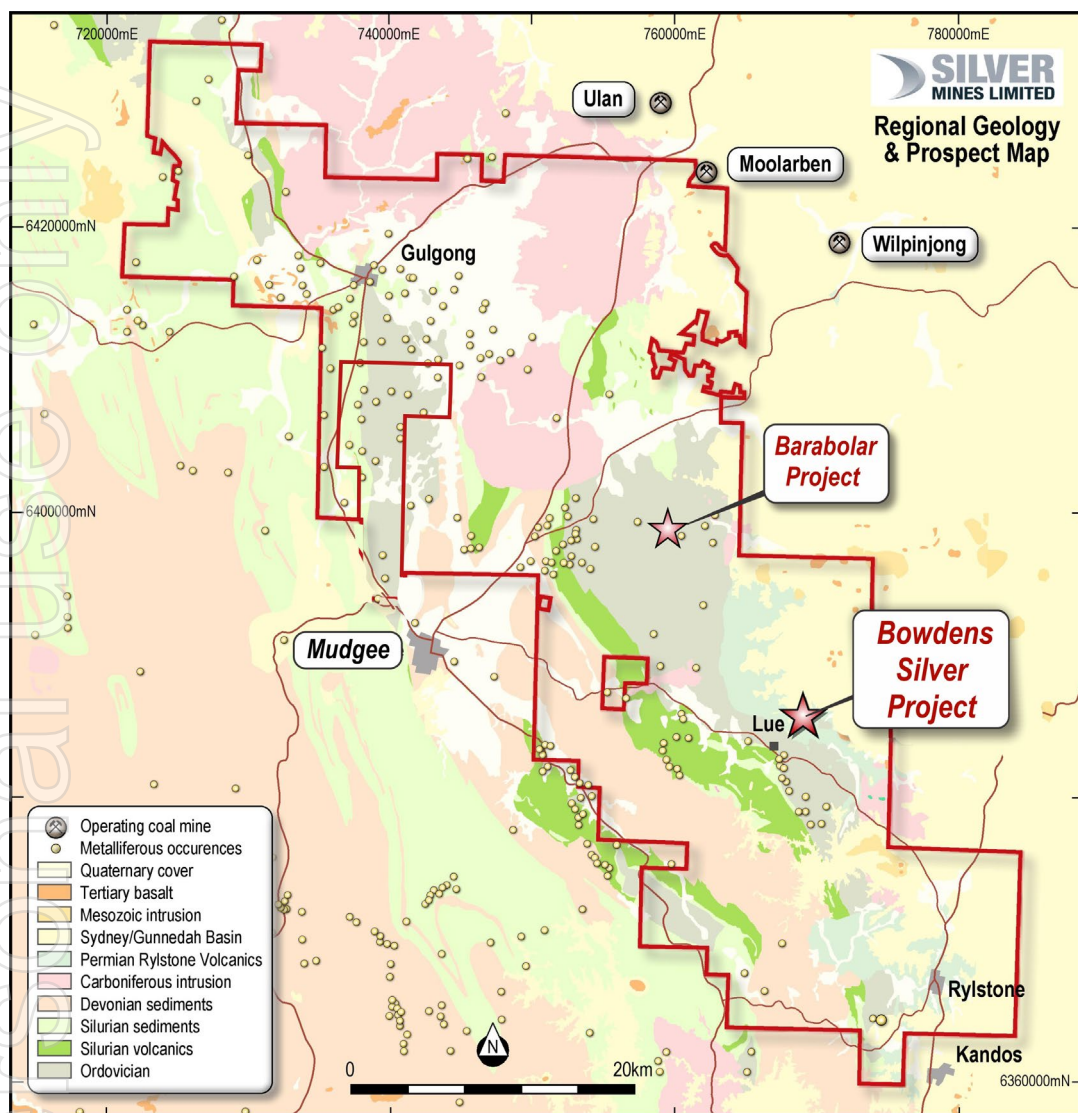 720000mE
740000mE
760000mE
780000mE
SILVER
MINES LIMITED
Regional Geology
& Prospect Map
Ulan
Moolarben
6420000mN
Wilpinjong
Gulgong
Barabolar
Project
6400000mN
Mudgee
Bowdens
Silver
Project
Lue
Operating coal mine
Metalliferous occurences
Quaternary cover
Tertiary basalt
Mesozoic intrusion
Sydney/Gunnedah Basin
Permian Rylstone Volcanics
Carboniferous intrusion
Devonian sediments
Silurian sediments
Silurian volcanics
Ordovician
Rylstone
Kandos
N
0
20km
6360000mN
use only